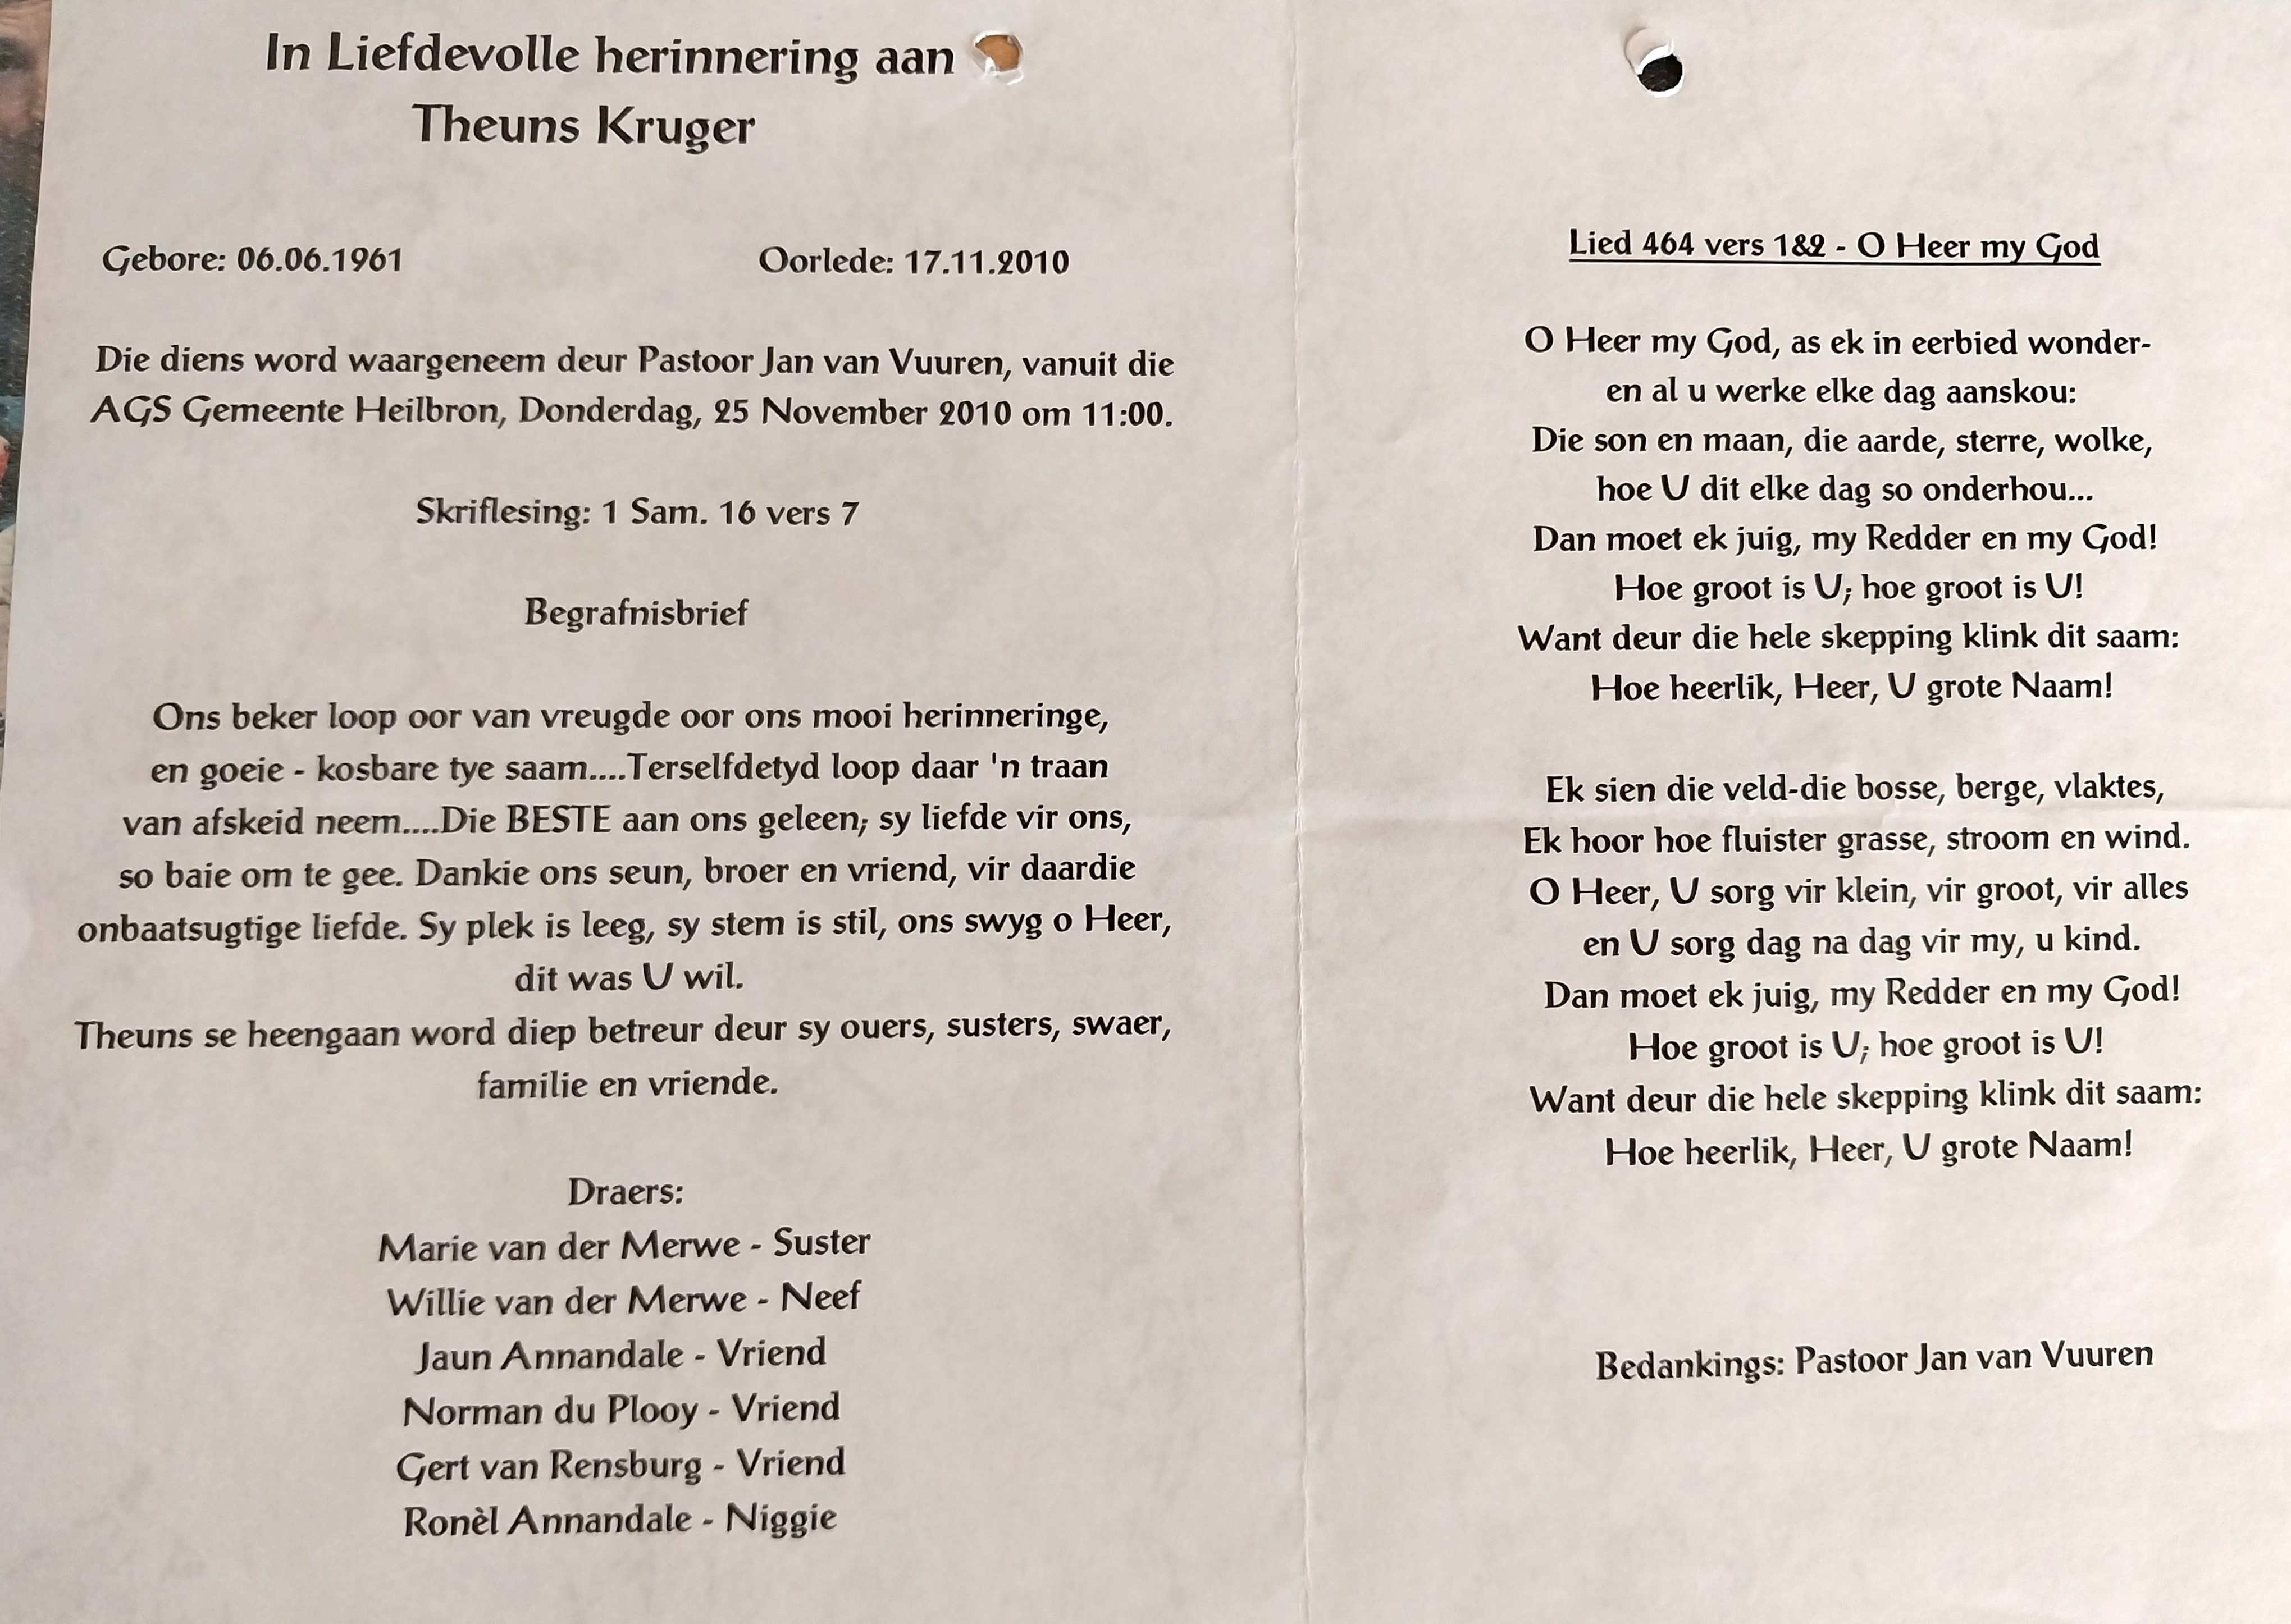 In Liefdevolle herinnering aan
Theuns Kruger
Gebore: 06.06.1961
Oorlede: 17.11.2010
Die diens word waargeneem deur Pastoor Jan van Vuuren, vanuit die
AGS Gemeente Heilbron, Donderdag, 25 November 2010 om 11:00.
Skriflesing: 1 Sam. 16 vers 7
Begrafnisbrief
Ons beker loop oor van vreugde oor ons mooi herinneringe,
en goeie - kosbare tye saam....Terselfdetyd loop daar 'n traan
van afskeid neem....Die BESTE aan ons geleen; sy liefde vir ons,
so baie om te gee. Dankie ons seun, broer en vriend, vir daardie
onbaatsugtige liefde. Sy plek is leeg, sy stem is stil, ons swyg o Heer,
dit was U wil.
Theuns se heengaan word diep betreur deur sy ouers, susters, swaer,
familie en vriende.
Draers:
Marie van der Merwe - Suster
Willie van der Merwe - Neef
Jaun Annandale - Vriend
Norman du Plooy - Vriend
Gert van Rensburg - Vriend
Ronèl Annandale - Niggie
Lied 464 vers 1&2 - O Heer my God
O Heer my God, as ek in eerbied wonder-
en al u werke elke dag aanskou:
Die son en maan, die aarde, sterre, wolke,
hoe U dit elke dag so onderhou...
Dan moet ek juig, my Redder en my God!
Hoe groot is U; hoe groot is U!
Want deur die hele skepping klink dit saam:
Hoe heerlik, Heer, U grote Naam!
Ek sien die veld-die bosse, berge, vlaktes,
Ek hoor hoe fluister grasse, stroom en wind.
O Heer, U sorg vir klein, vir groot, vir alles
en U sorg dag na dag vir my, u kind.
Dan moet ek juig, my Redder en my God!
Hoe groot is U; hoe groot is U!
Want deur die hele skepping klink dit saam:
Hoe heerlik, Heer, U grote Naam!
Bedankings: Pastoor Jan van Vuuren